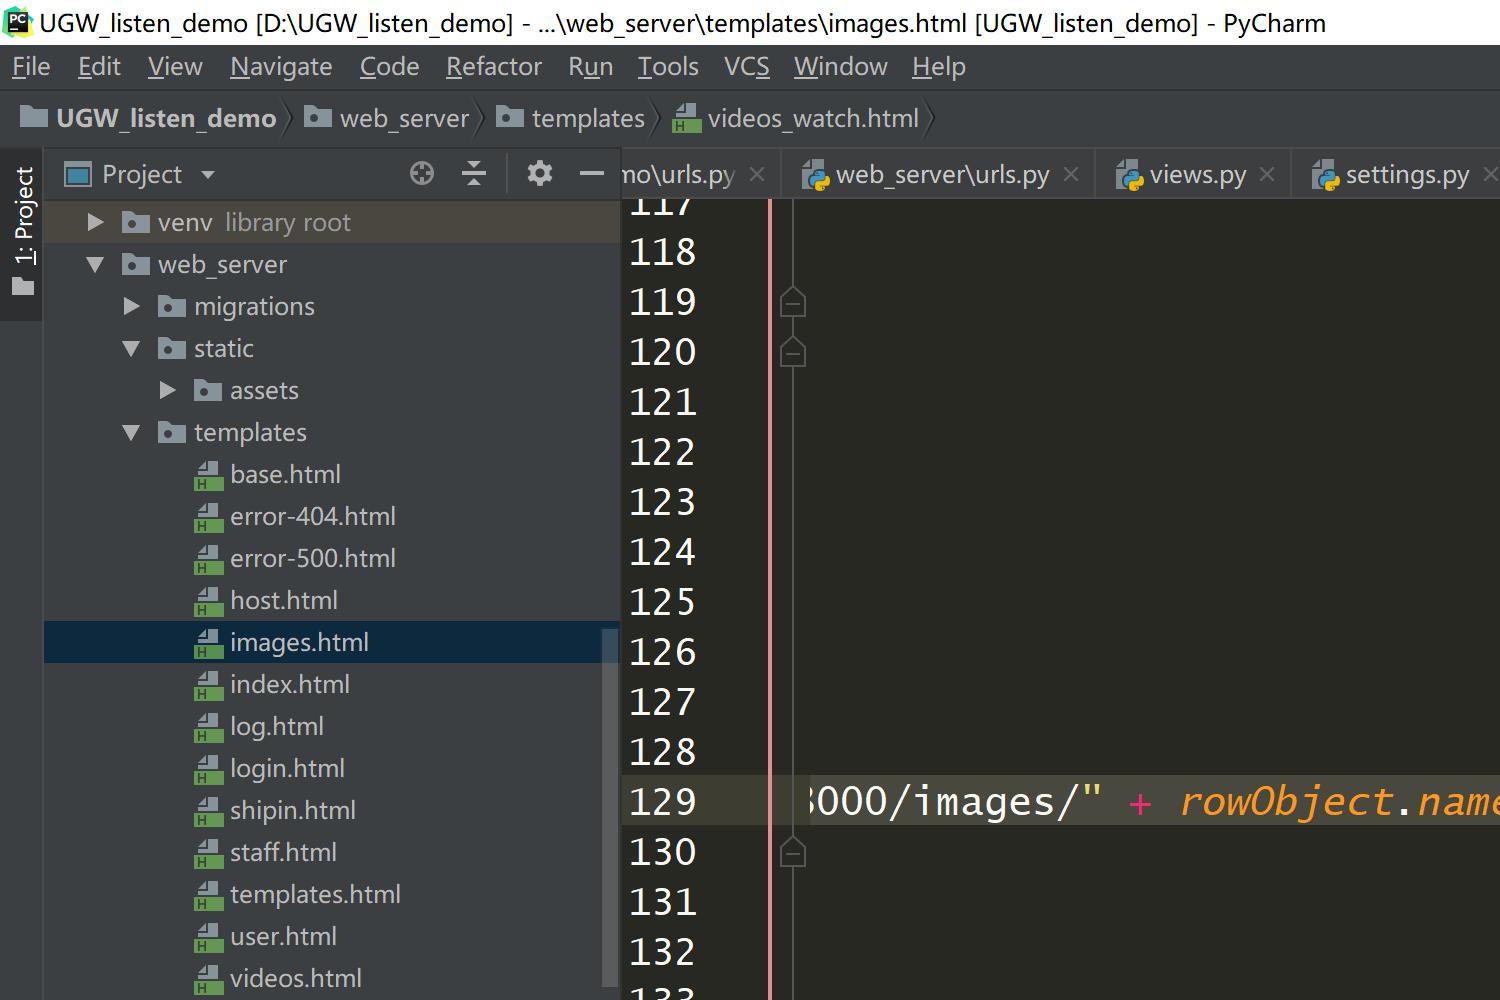 UGW_listen_demo [D:\UGW_listen_demo] - ...\web_server\templates\images.html [UGW_listen_demo] - PyCharm
File Edit View Navigate Code Refactor Run Tools VCS Window Help
UGW_listen_demo web_server templates videos_watch.html
1: Project
Project
mo\urls.py web_server\urls.py views.py settings.py
venv library root
web_server
migrations
static
assets
templates
base.html
error-404.html
error-500.html
host.html
images.html
index.html
log.html
login.html
shipin.html
staff.html
templates.html
user.html
videos.html
117
118
119
120
121
122
123
124
125
126
127
128
129 000/images/" + rowObject.name
130
131
132
133